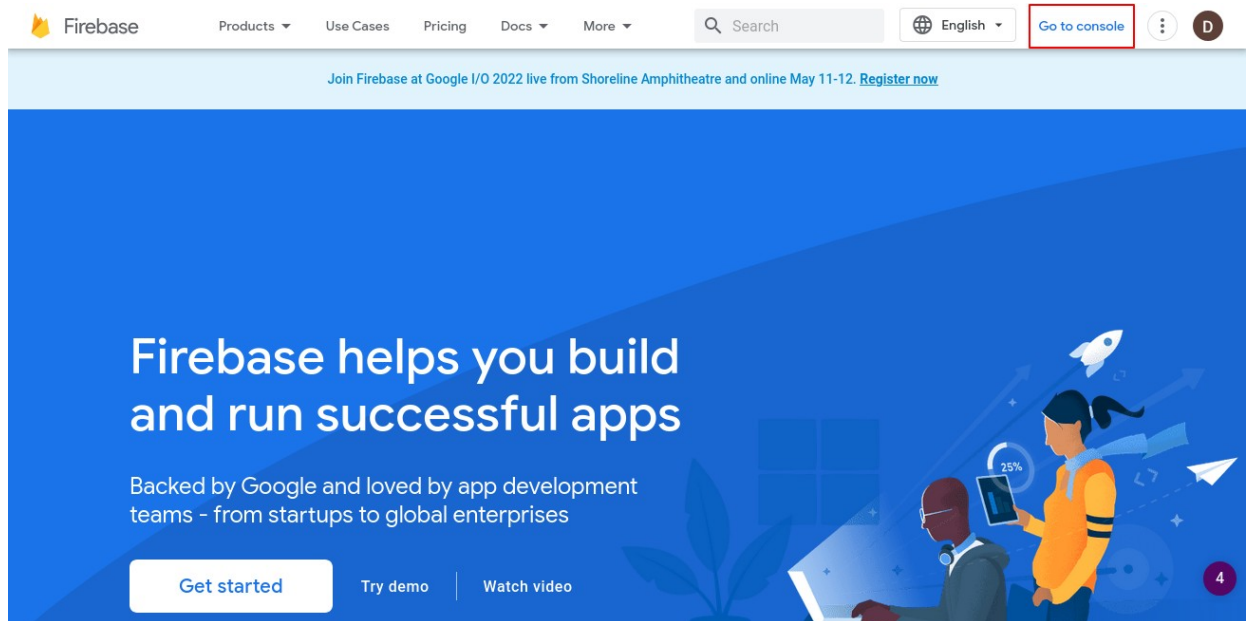 Firebase
Products
Use Cases
Pricing
Docs
More
Search
English
Go to console
D
Join Firebase at Google I/O 2022 live from Shoreline Amphitheatre and online May 11-12. Register now
Firebase helps you build
and run successful apps
Backed by Google and loved by app development
teams - from startups to global enterprises
Get started
Try demo
Watch video
25%
4